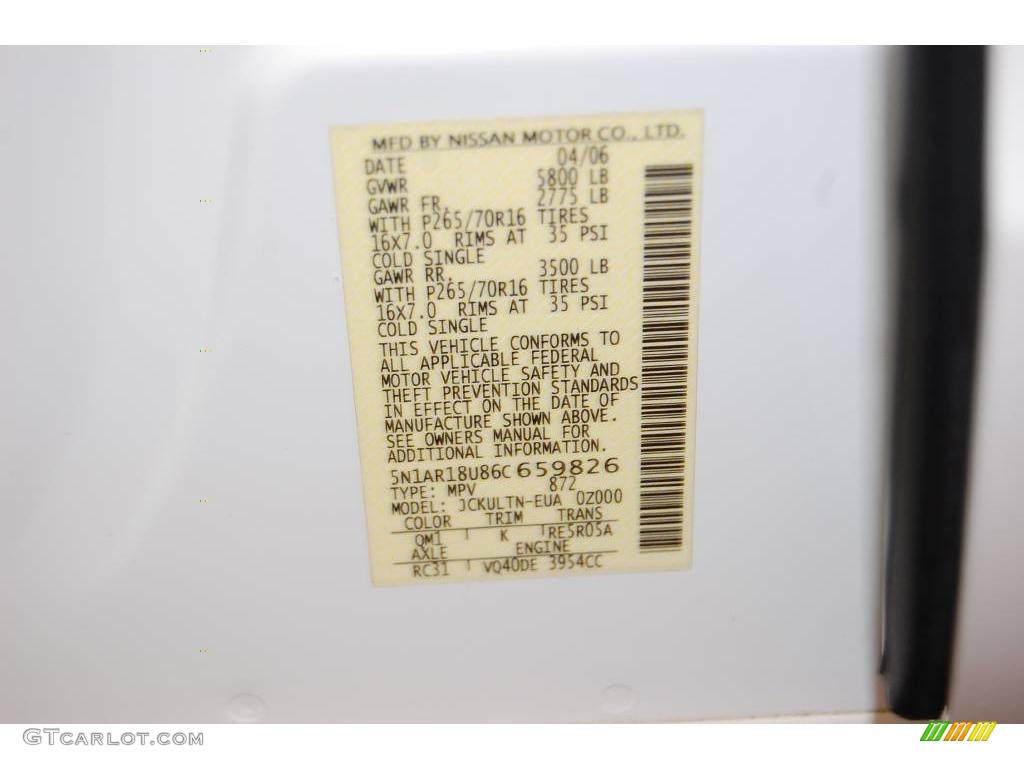 MFD BY NISSAN MOTOR CO., LTD.
DATE 04/06
GVWR 5800 LB
GAWR FR. 2775 LB
WITH P265/70R16 TIRES
16X7.0 RIMS AT 35 PSI
COLD SINGLE
GAWR RR. 3500 LB
WITH P265/70R16 TIRES
16X7.0 RIMS AT 35 PSI
COLD SINGLE
THIS VEHICLE CONFORMS TO
ALL APPLICABLE FEDERAL
MOTOR VEHICLE SAFETY AND
THEFT PREVENTION STANDARDS
IN EFFECT ON THE DATE OF
MANUFACTURE SHOWN ABOVE.
SEE OWNERS MANUAL FOR
ADDITIONAL INFORMATION.
5N1AR18U86C659826
TYPE: MPV 872
MODEL: JCKULTN-EUA 0Z000
COLOR TRIM TRANS
QM1 K RE5R05A
AXLE ENGINE
RC31 VQ40DE 3954CC
GTCARLOT.COM